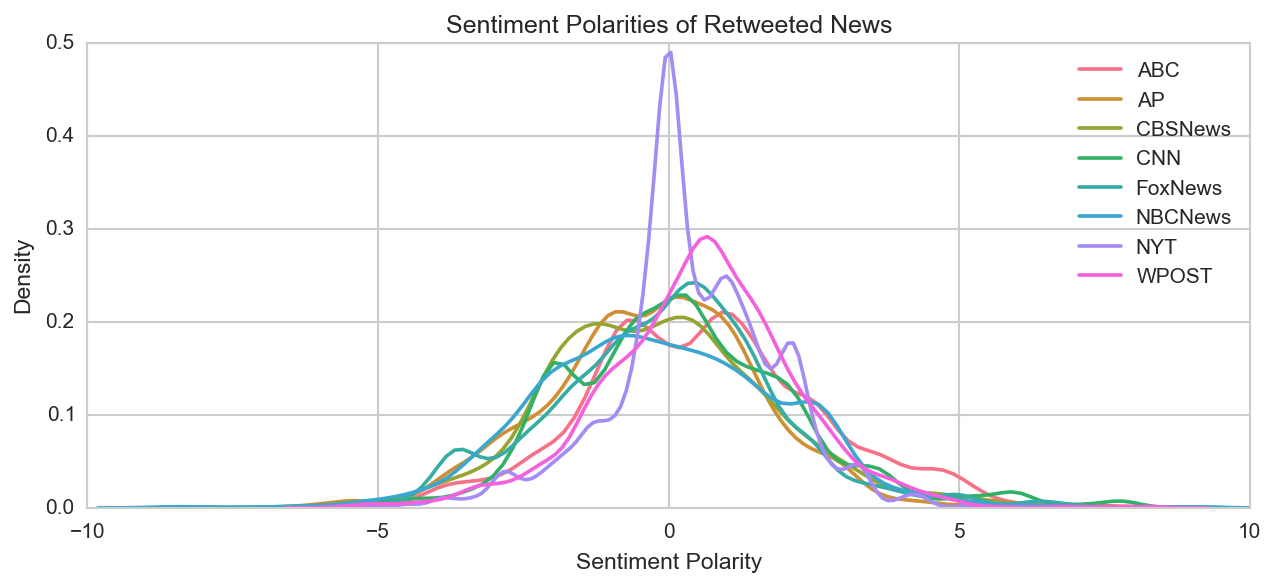 Sentiment Polarities of Retweeted News
0.5
0.4
0.3
0.2
0.1
0.0
Density
ABC
AP
CBSNews
CNN
FoxNews
NBCNews
NYT
WPOST
−10
−5
0
5
10
Sentiment Polarity